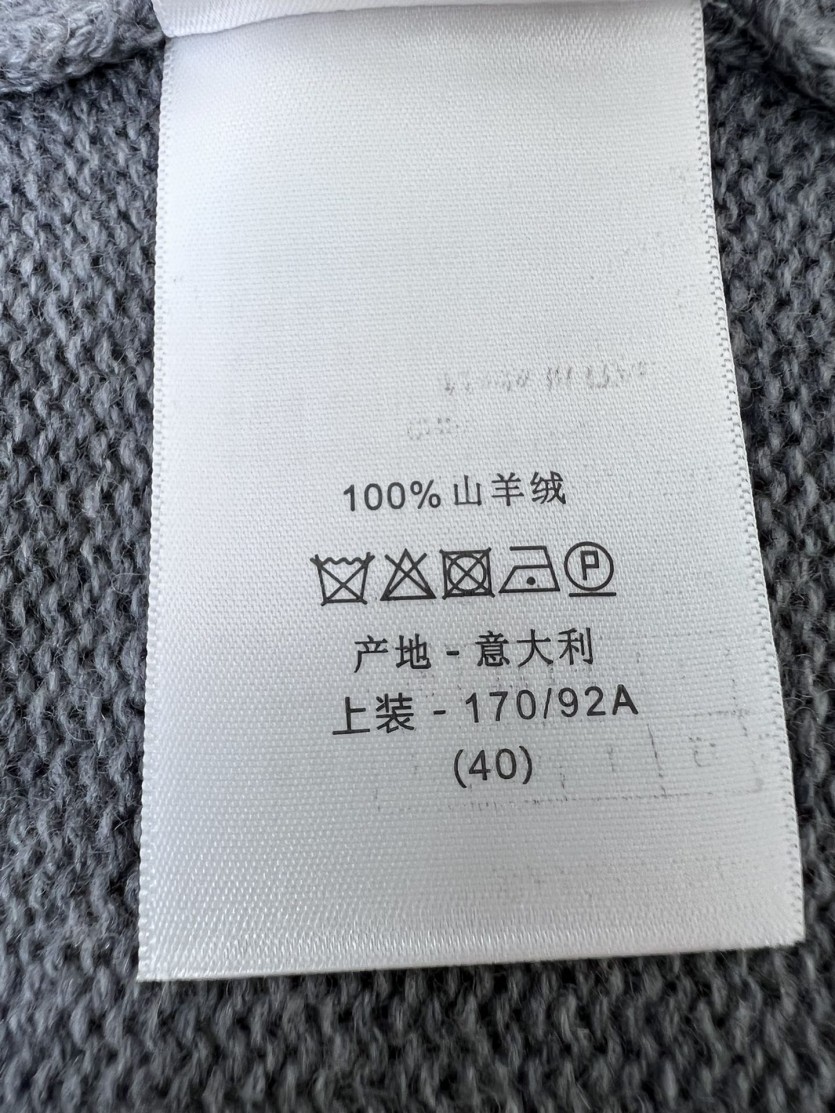 100% 山羊绒
P
产地 - 意大利
上装 - 170/92A
(40)